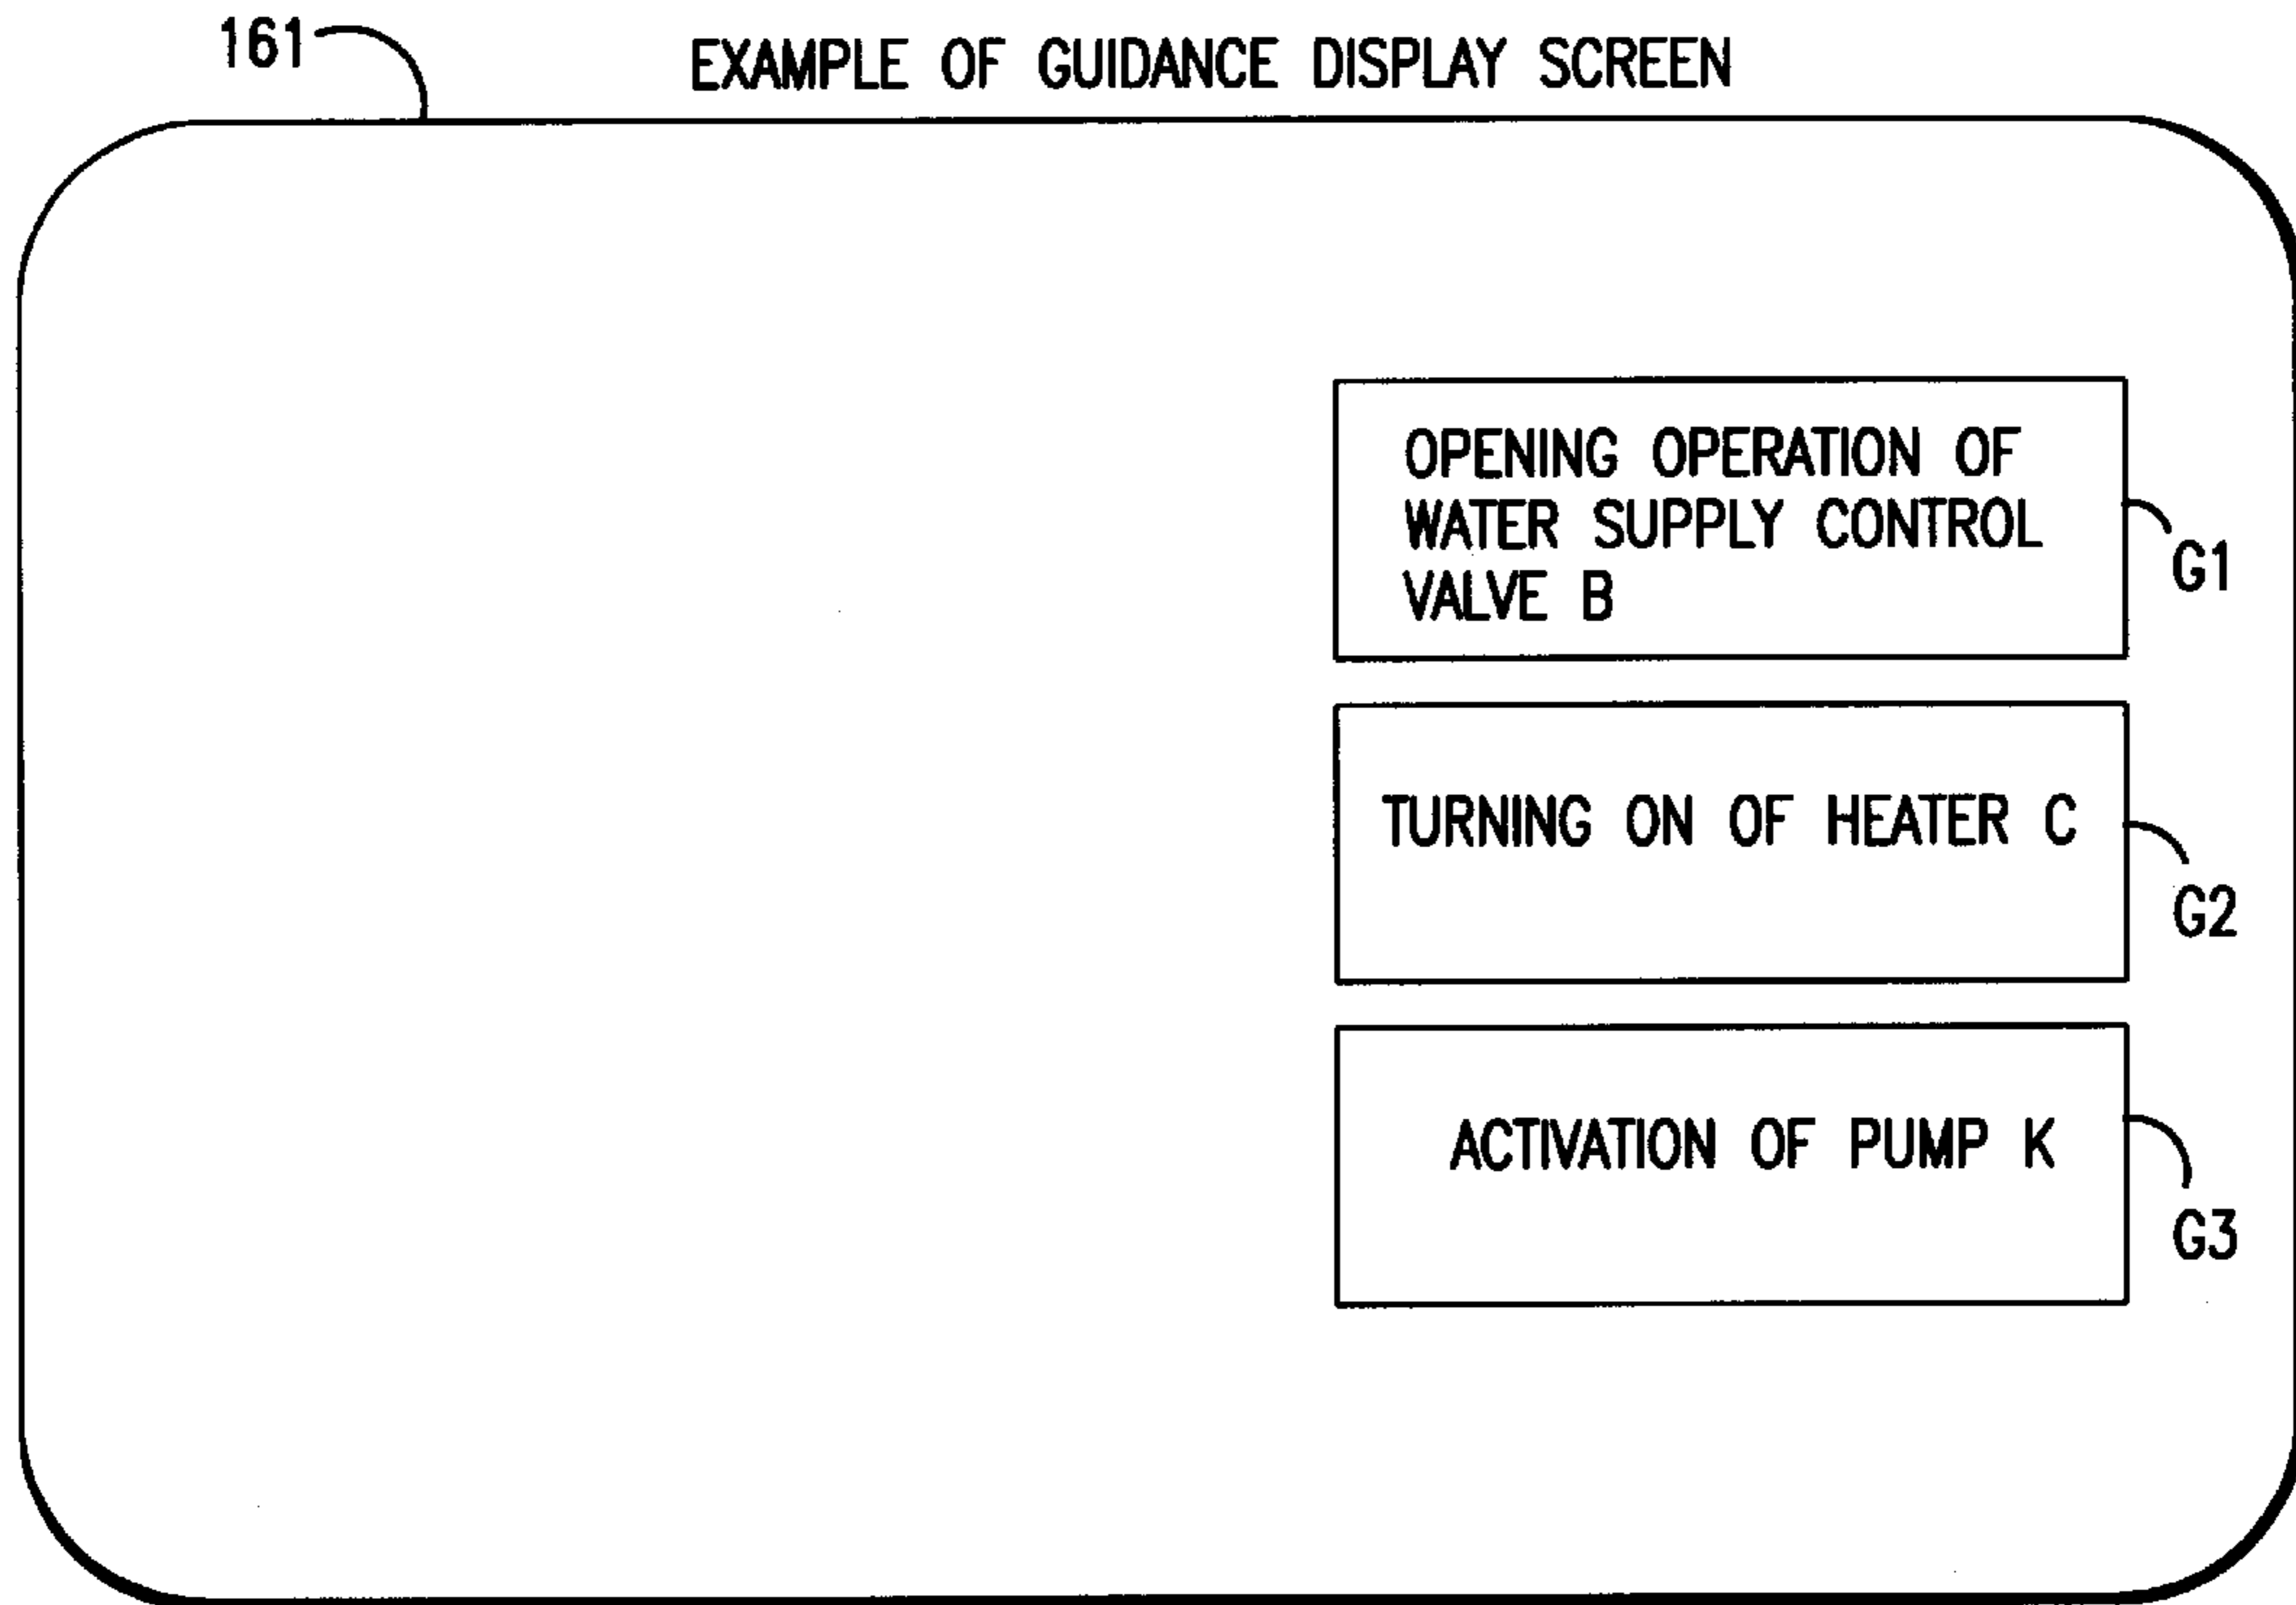 161
EXAMPLE OF GUIDANCE DISPLAY SCREEN
OPENING OPERATION OF
WATER SUPPLY CONTROL
VALVE B
G1
TURNING ON OF HEATER C
G2
ACTIVATION OF PUMP K
G3